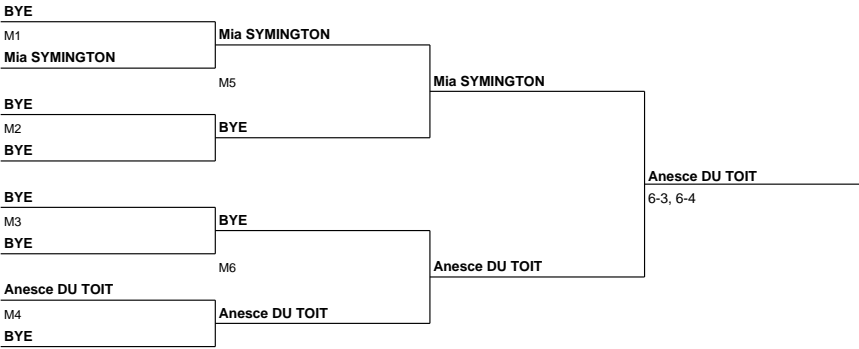 BYE
M1
Mia SYMINGTON
BYE
M2
BYE
BYE
M3
BYE
Anesce DU TOIT
M4
BYE
Mia SYMINGTON
M5
BYE
BYE
M6
Anesce DU TOIT
Mia SYMINGTON
Anesce DU TOIT
Anesce DU TOIT
6-3, 6-4